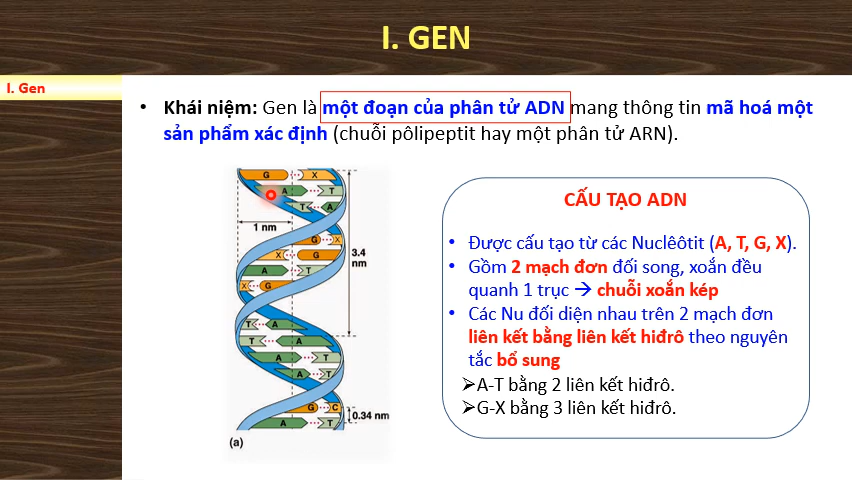 I. GEN
I. Gen
• Khái niệm: Gen là một đoạn của phân tử ADN mang thông tin mã hoá một
sản phẩm xác định (chuỗi pôlipeptit hay một phân tử ARN).
G X
A T
T A
1 nm
G X
X G
3.4
nm
A T
X G
T A
T A
A T
A T
G C
0.34 nm
A T
(a)
CẤU TẠO ADN
• Được cấu tạo từ các Nuclêôtit (A, T, G, X).
• Gồm 2 mạch đơn đối song, xoắn đều
quanh 1 trục → chuỗi xoắn kép
• Các Nu đối diện nhau trên 2 mạch đơn
liên kết bằng liên kết hiđrô theo nguyên
tắc bổ sung
➢A-T bằng 2 liên kết hiđrô.
➢G-X bằng 3 liên kết hiđrô.